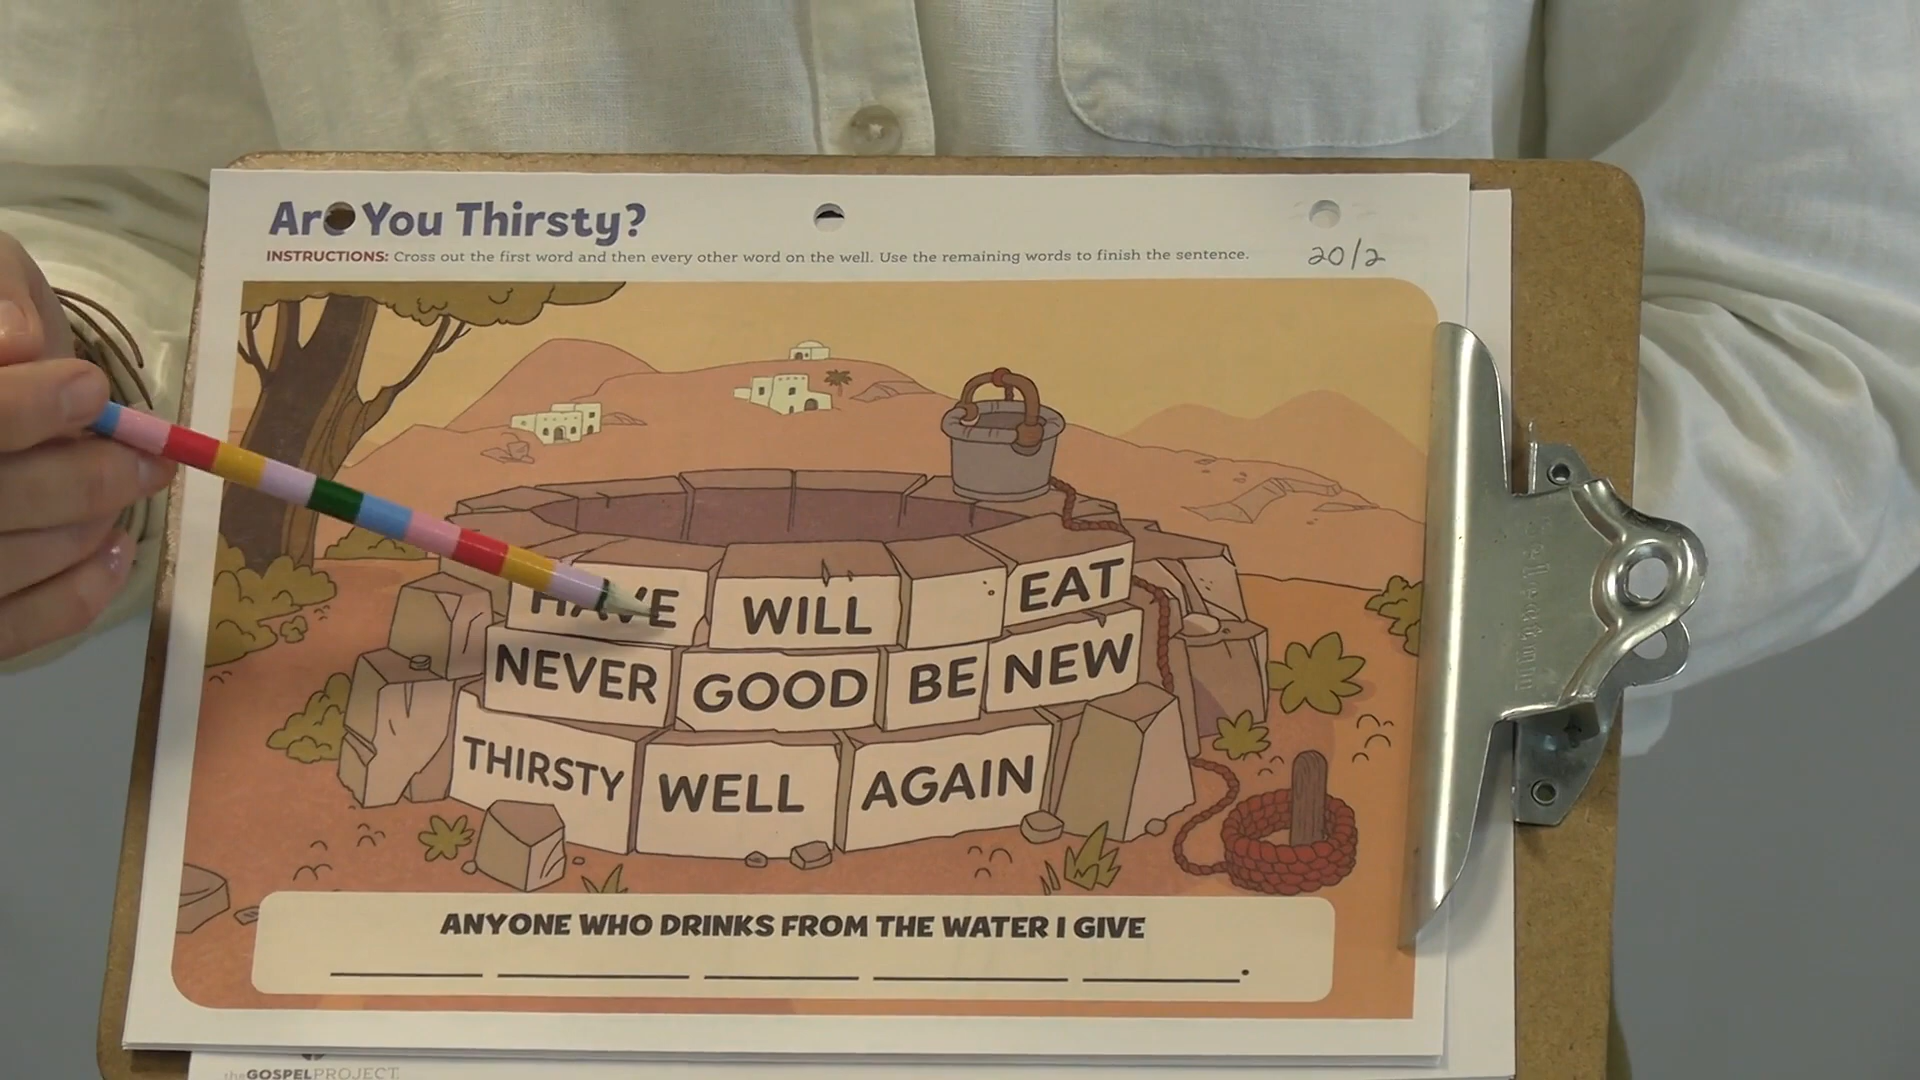 Are You Thirsty?
INSTRUCTIONS: Cross out the first word and then every other word on the well. Use the remaining words to finish the sentence.
20/2
HAVE WILL EAT
NEVER GOOD BE NEW
THIRSTY WELL AGAIN
ANYONE WHO DRINKS FROM THE WATER I GIVE
theGOSPELPROJECT